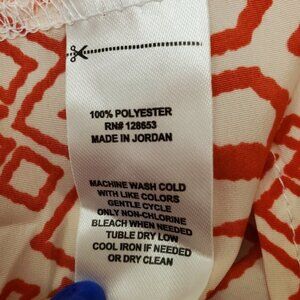 100% POLYESTER
RN# 128653
MADE IN JORDAN
MACHINE WASH COLD
WITH LIKE COLORS
GENTLE CYCLE
ONLY NON-CHLORINE
BLEACH WHEN NEEDED
TUBLE DRY LOW
COOL IRON IF NEEDED
OR DRY CLEAN